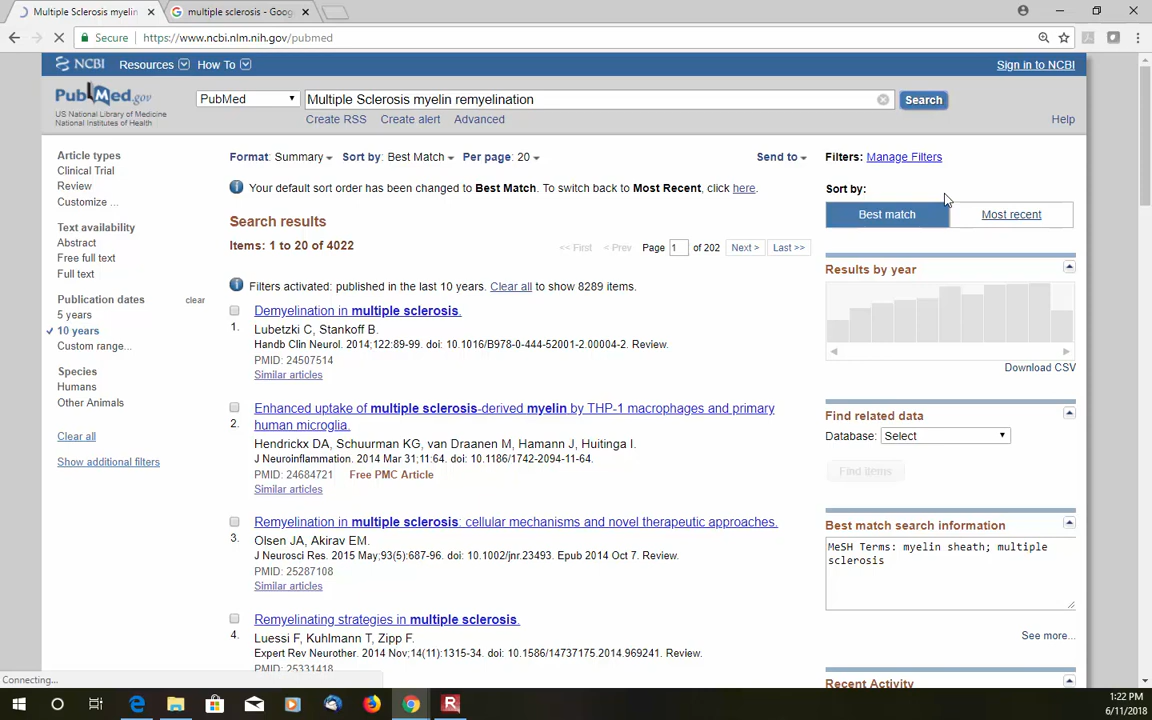 Multiple Sclerosis myelin
multiple sclerosis - Goog
Secure https://www.ncbi.nlm.nih.gov/pubmed
NCBI Resources How To Sign in to NCBI
PubMed.gov
US National Library of Medicine
National Institutes of Health
PubMed
Multiple Sclerosis myelin remyelination
Search
Create RSS Create alert Advanced
Help
Article types
Clinical Trial
Review
Customize ...
Text availability
Abstract
Free full text
Full text
Publication dates clear
5 years
10 years
Custom range...
Species
Humans
Other Animals
Clear all
Show additional filters
Format: Summary Sort by: Best Match Per page: 20 Send to
Your default sort order has been changed to Best Match. To switch back to Most Recent, click here.
Search results
Items: 1 to 20 of 4022
<< First < Prev Page 1 of 202 Next > Last >>
Filters activated: published in the last 10 years. Clear all to show 8289 items.
Demyelination in multiple sclerosis.
1. Lubetzki C, Stankoff B.
Handb Clin Neurol. 2014;122:89-99. doi: 10.1016/B978-0-444-52001-2.00004-2. Review.
PMID: 24507514
Similar articles
Enhanced uptake of multiple sclerosis-derived myelin by THP-1 macrophages and primary
2. human microglia.
Hendrickx DA, Schuurman KG, van Draanen M, Hamann J, Huitinga I.
J Neuroinflammation. 2014 Mar 31;11:64. doi: 10.1186/1742-2094-11-64.
PMID: 24684721 Free PMC Article
Similar articles
Remyelination in multiple sclerosis: cellular mechanisms and novel therapeutic approaches.
3. Olsen JA, Akirav EM.
J Neurosci Res. 2015 May;93(5):687-96. doi: 10.1002/jnr.23493. Epub 2014 Oct 7. Review.
PMID: 25287108
Similar articles
Remyelinating strategies in multiple sclerosis.
4. Luessi F, Kuhlmann T, Zipp F.
Expert Rev Neurother. 2014 Nov;14(11):1315-34. doi: 10.1586/14737175.2014.969241. Review.
PMID: 25331418
Filters: Manage Filters
Sort by:
Best match Most recent
Results by year
Download CSV
Find related data
Database: Select
Find items
Best match search information
MeSH Terms: myelin sheath; multiple
sclerosis
See more...
Recent Activity
Connecting...
1:22 PM
6/11/2018